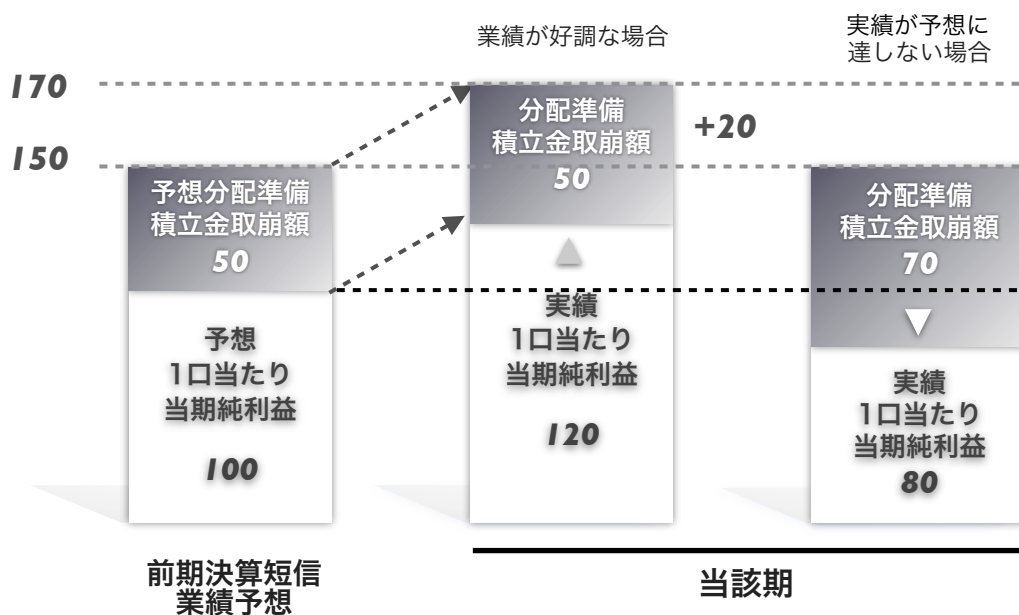 業績が好調な場合
実績が予想に
達しない場合
170
150
予想分配準備
積立金取崩額
50
予想
1口当たり
当期純利益
100
分配準備
積立金取崩額
50
+20
実績
1口当たり
当期純利益
120
分配準備
積立金取崩額
70
実績
1口当たり
当期純利益
80
前期決算短信
業績予想
当該期